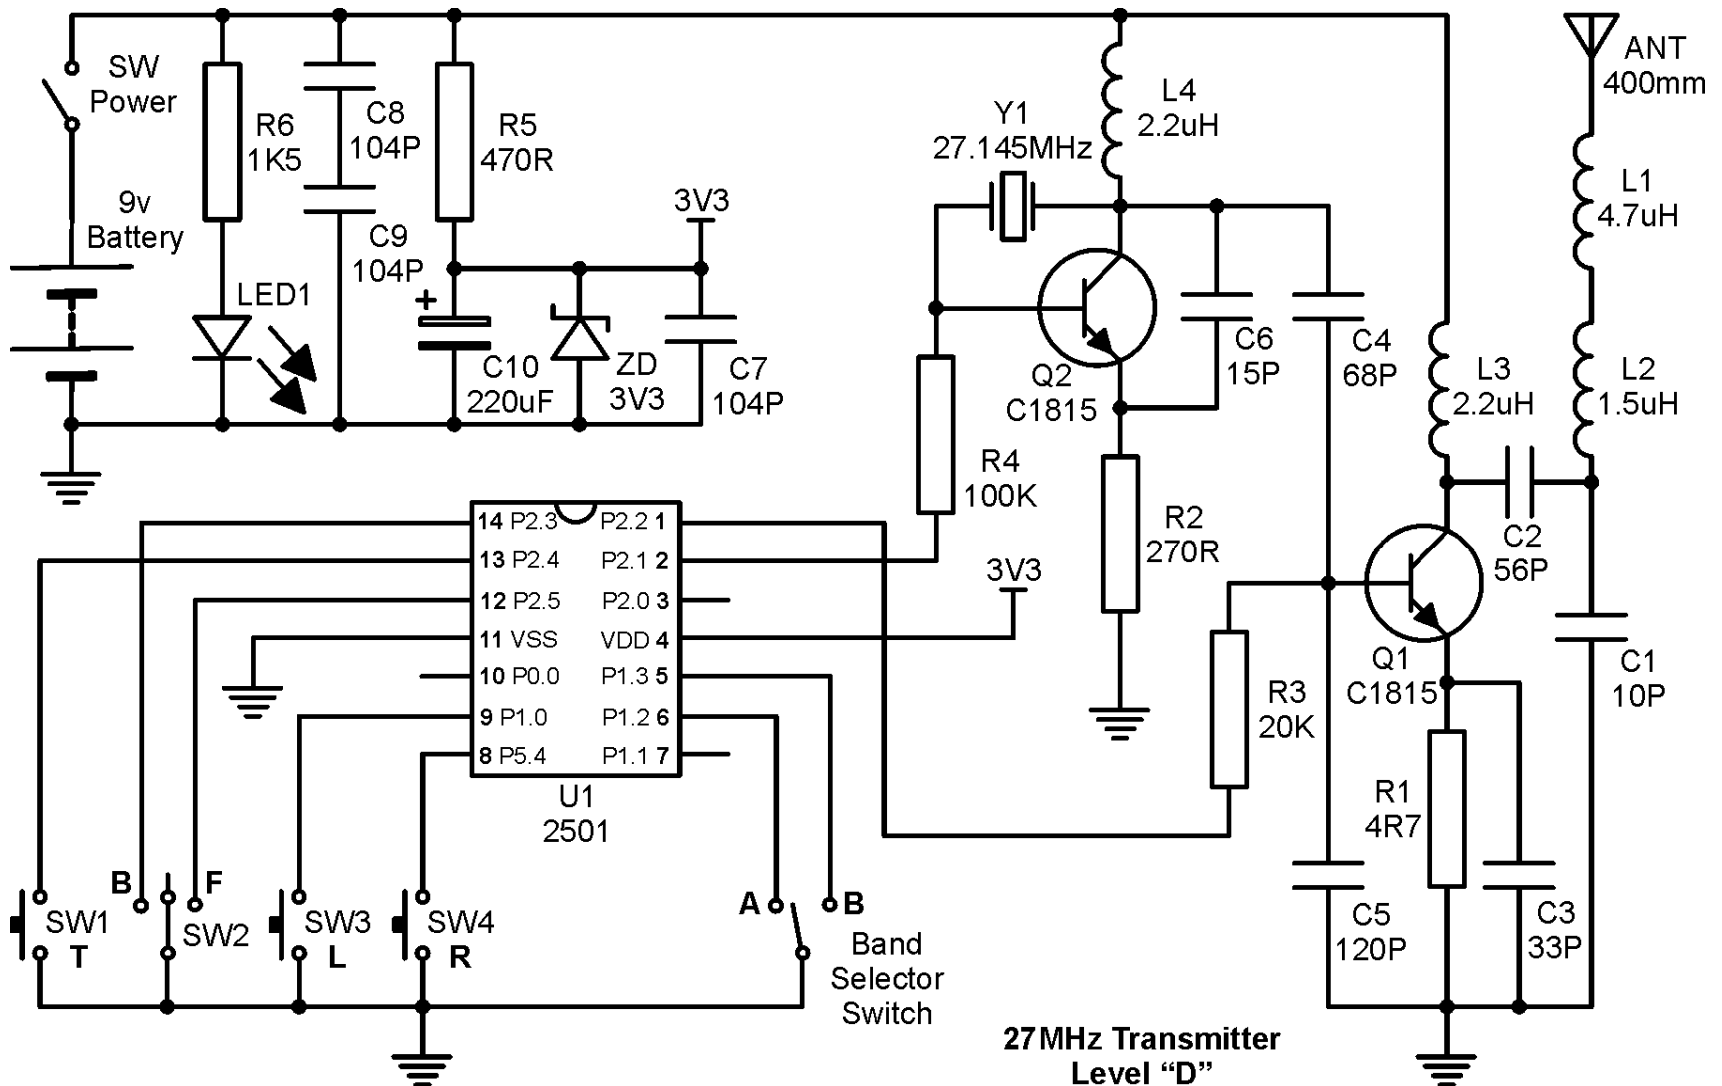 SW
Power
9v
Battery
R6
1K5
LED1
C8
104P
C9
104P
R5
470R
+
C10
220uF
ZD
3V3
3V3
C7
104P
Y1
27.145MHz
L4
2.2uH
Q2
C1815
C6
15P
C4
68P
R4
100K
R2
270R
L3
2.2uH
ANT
400mm
L1
4.7uH
L2
1.5uH
C2
56P
Q1
C1815
C1
10P
R3
20K
R1
4R7
C5
120P
C3
33P
3V3
14 P2.3 P2.2 1
13 P2.4 P2.1 2
12 P2.5 P2.0 3
11 VSS VDD 4
10 P0.0 P1.3 5
9 P1.0 P1.2 6
8 P5.4 P1.1 7
U1
2501
SW1
T
B F
SW2
SW3
L
SW4
R
A B
Band
Selector
Switch
27MHz Transmitter
Level “D”